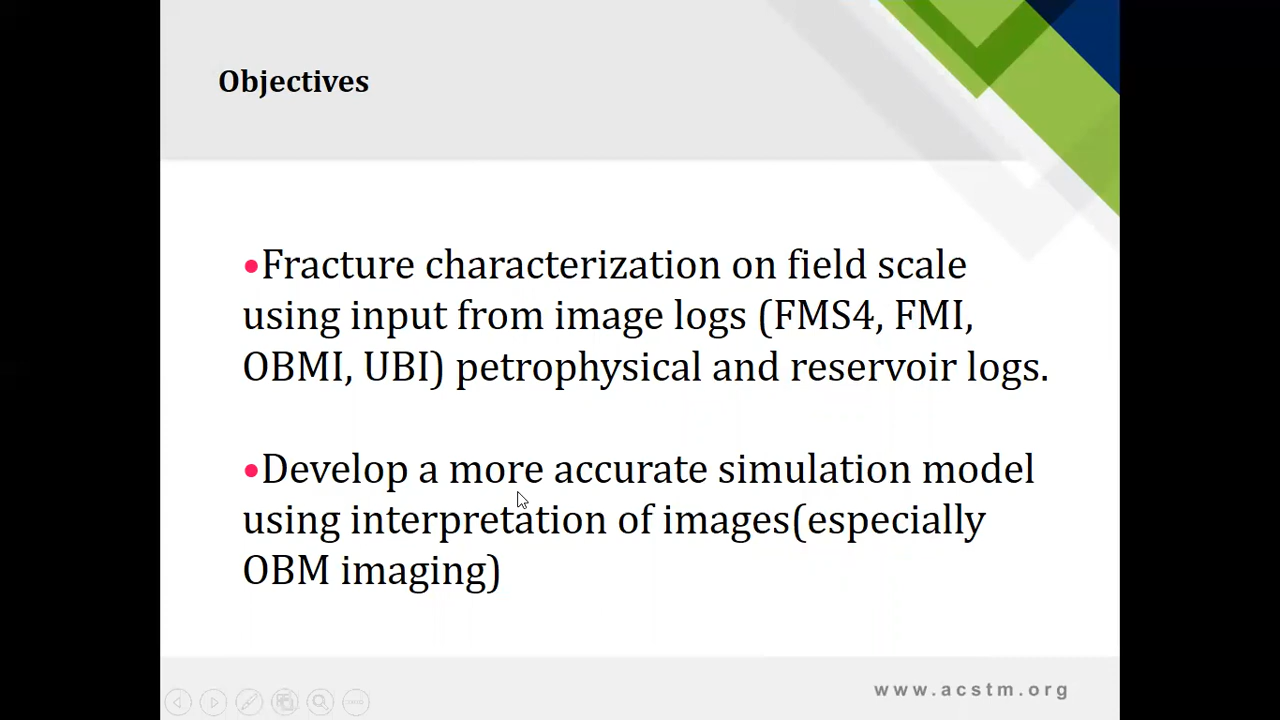 Objectives
•Fracture characterization on field scale
using input from image logs (FMS4, FMI,
OBMI, UBI) petrophysical and reservoir logs.
•Develop a more accurate simulation model
using interpretation of images(especially
OBM imaging)
www.acstm.org